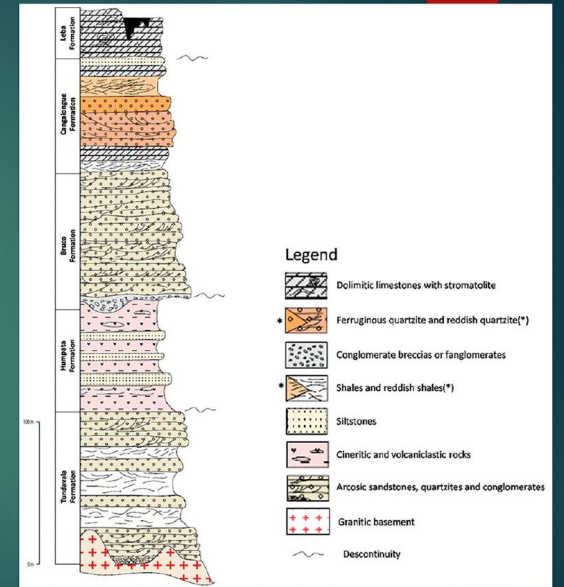 Leba
Formation
Cangalongue
Formation
Bruco
Formation
Humpata
Formation
100m
Tundavala
Formation
0m
Legend
Dolimitic limestones with stromatolite
* Ferruginous quartzite and reddish quartzite(*)
Conglomerate breccias or fanglomerates
* Shales and reddish shales(*)
Siltstones
Cineritic and volcaniclastic rocks
Arcosic sandstones, quartzites and conglomerates
Granitic basement
Descontinuity